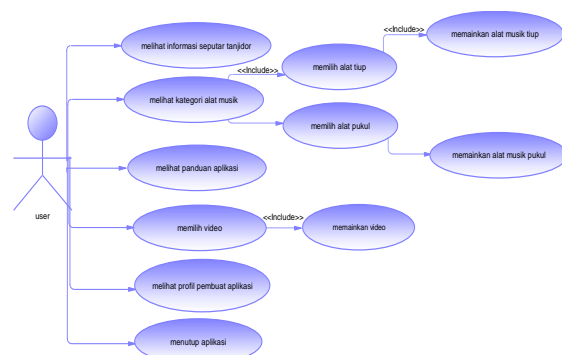 <<Include>>
memainkan alat musik tiup
melihat informasi seputar tanjidor
<<Include>>
memilih alat tiup
melihat kategori alat musik
memilih alat pukul
memainkan alat musik pukul
melihat panduan aplikasi
user
<<Include>>
memilih video
memainkan video
melihat profil pembuat aplikasi
menutup aplikasi